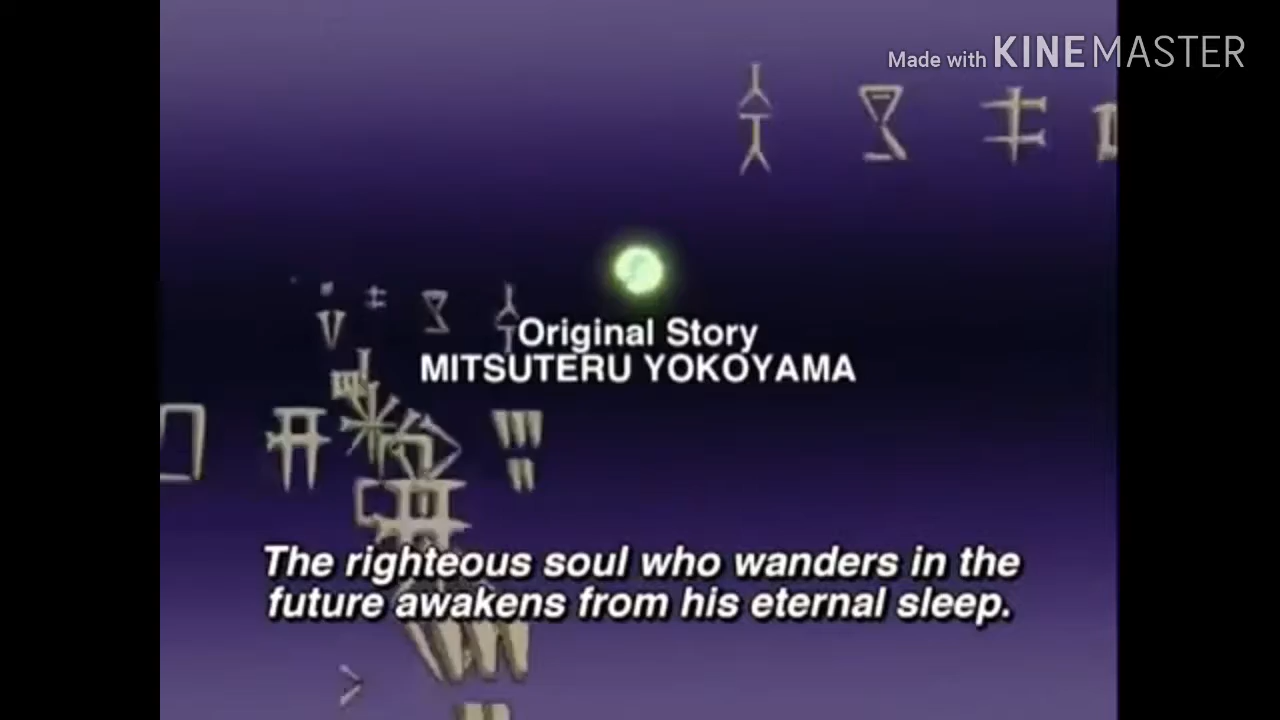 Made with KINEMASTER
Original Story
MITSUTERU YOKOYAMA
The righteous soul who wanders in the
future awakens from his eternal sleep.